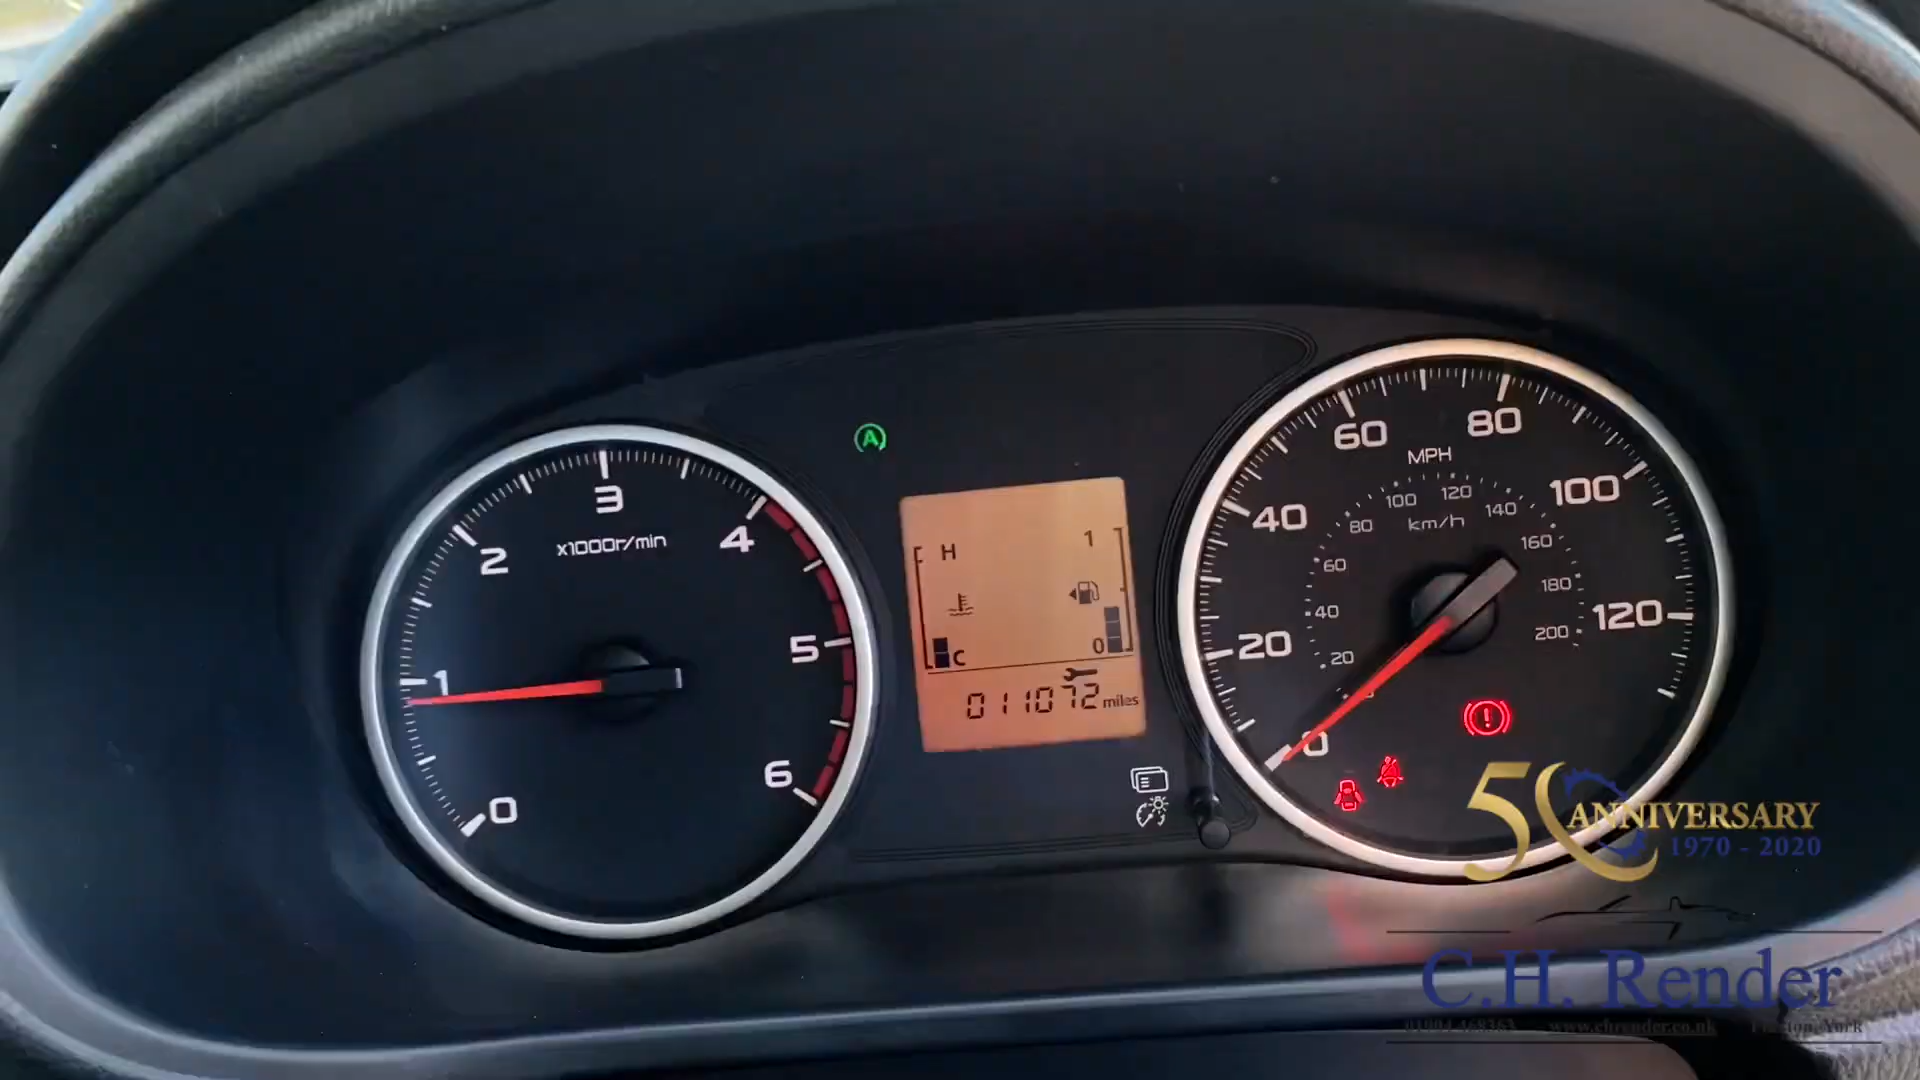 0
1
2
3
4
5
6
x1000r/min
A
H
1
C
0
011072 miles
0
20
40
60
80
100
120
MPH
km/h
20
40
60
80
100
120
140
160
180
200
50 ANNIVERSARY
1970 - 2020
C.H. Render
www.chrender.co.uk
York